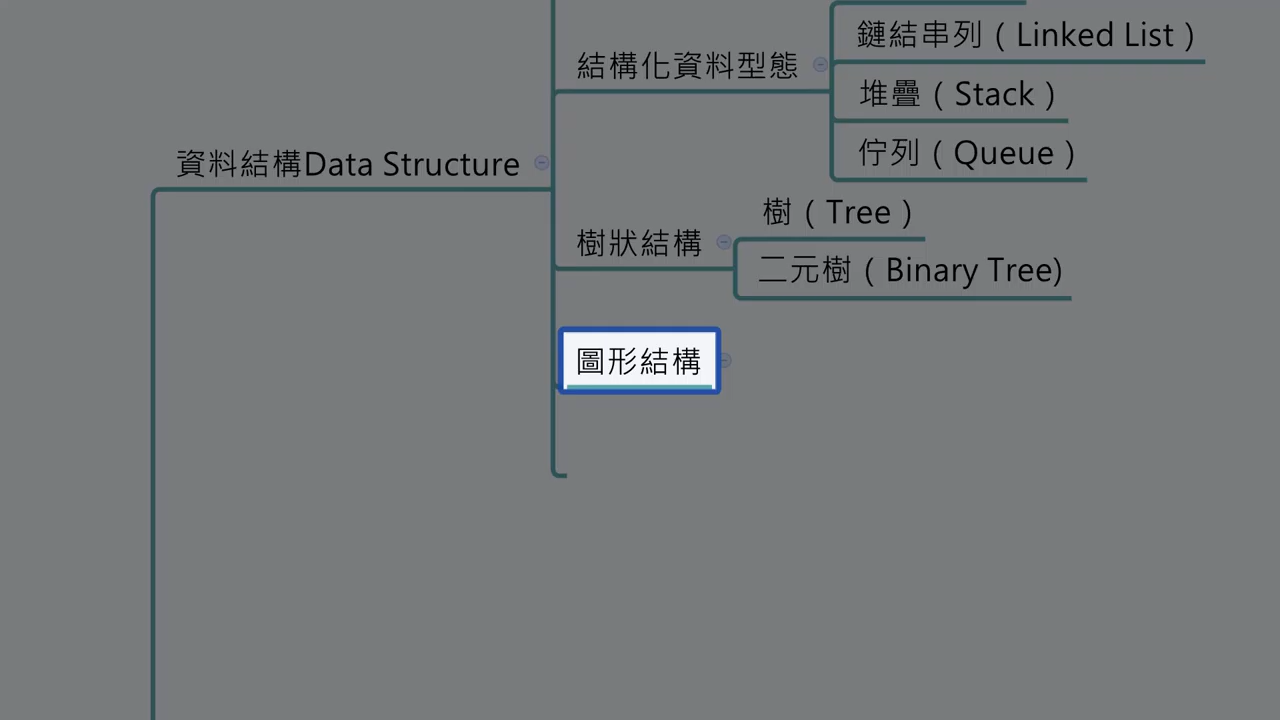 鏈結串列（Linked List）
結構化資料型態
堆疊（Stack）
佇列（Queue）
資料結構Data Structure
樹（Tree）
樹狀結構
二元樹（Binary Tree)
圖形結構